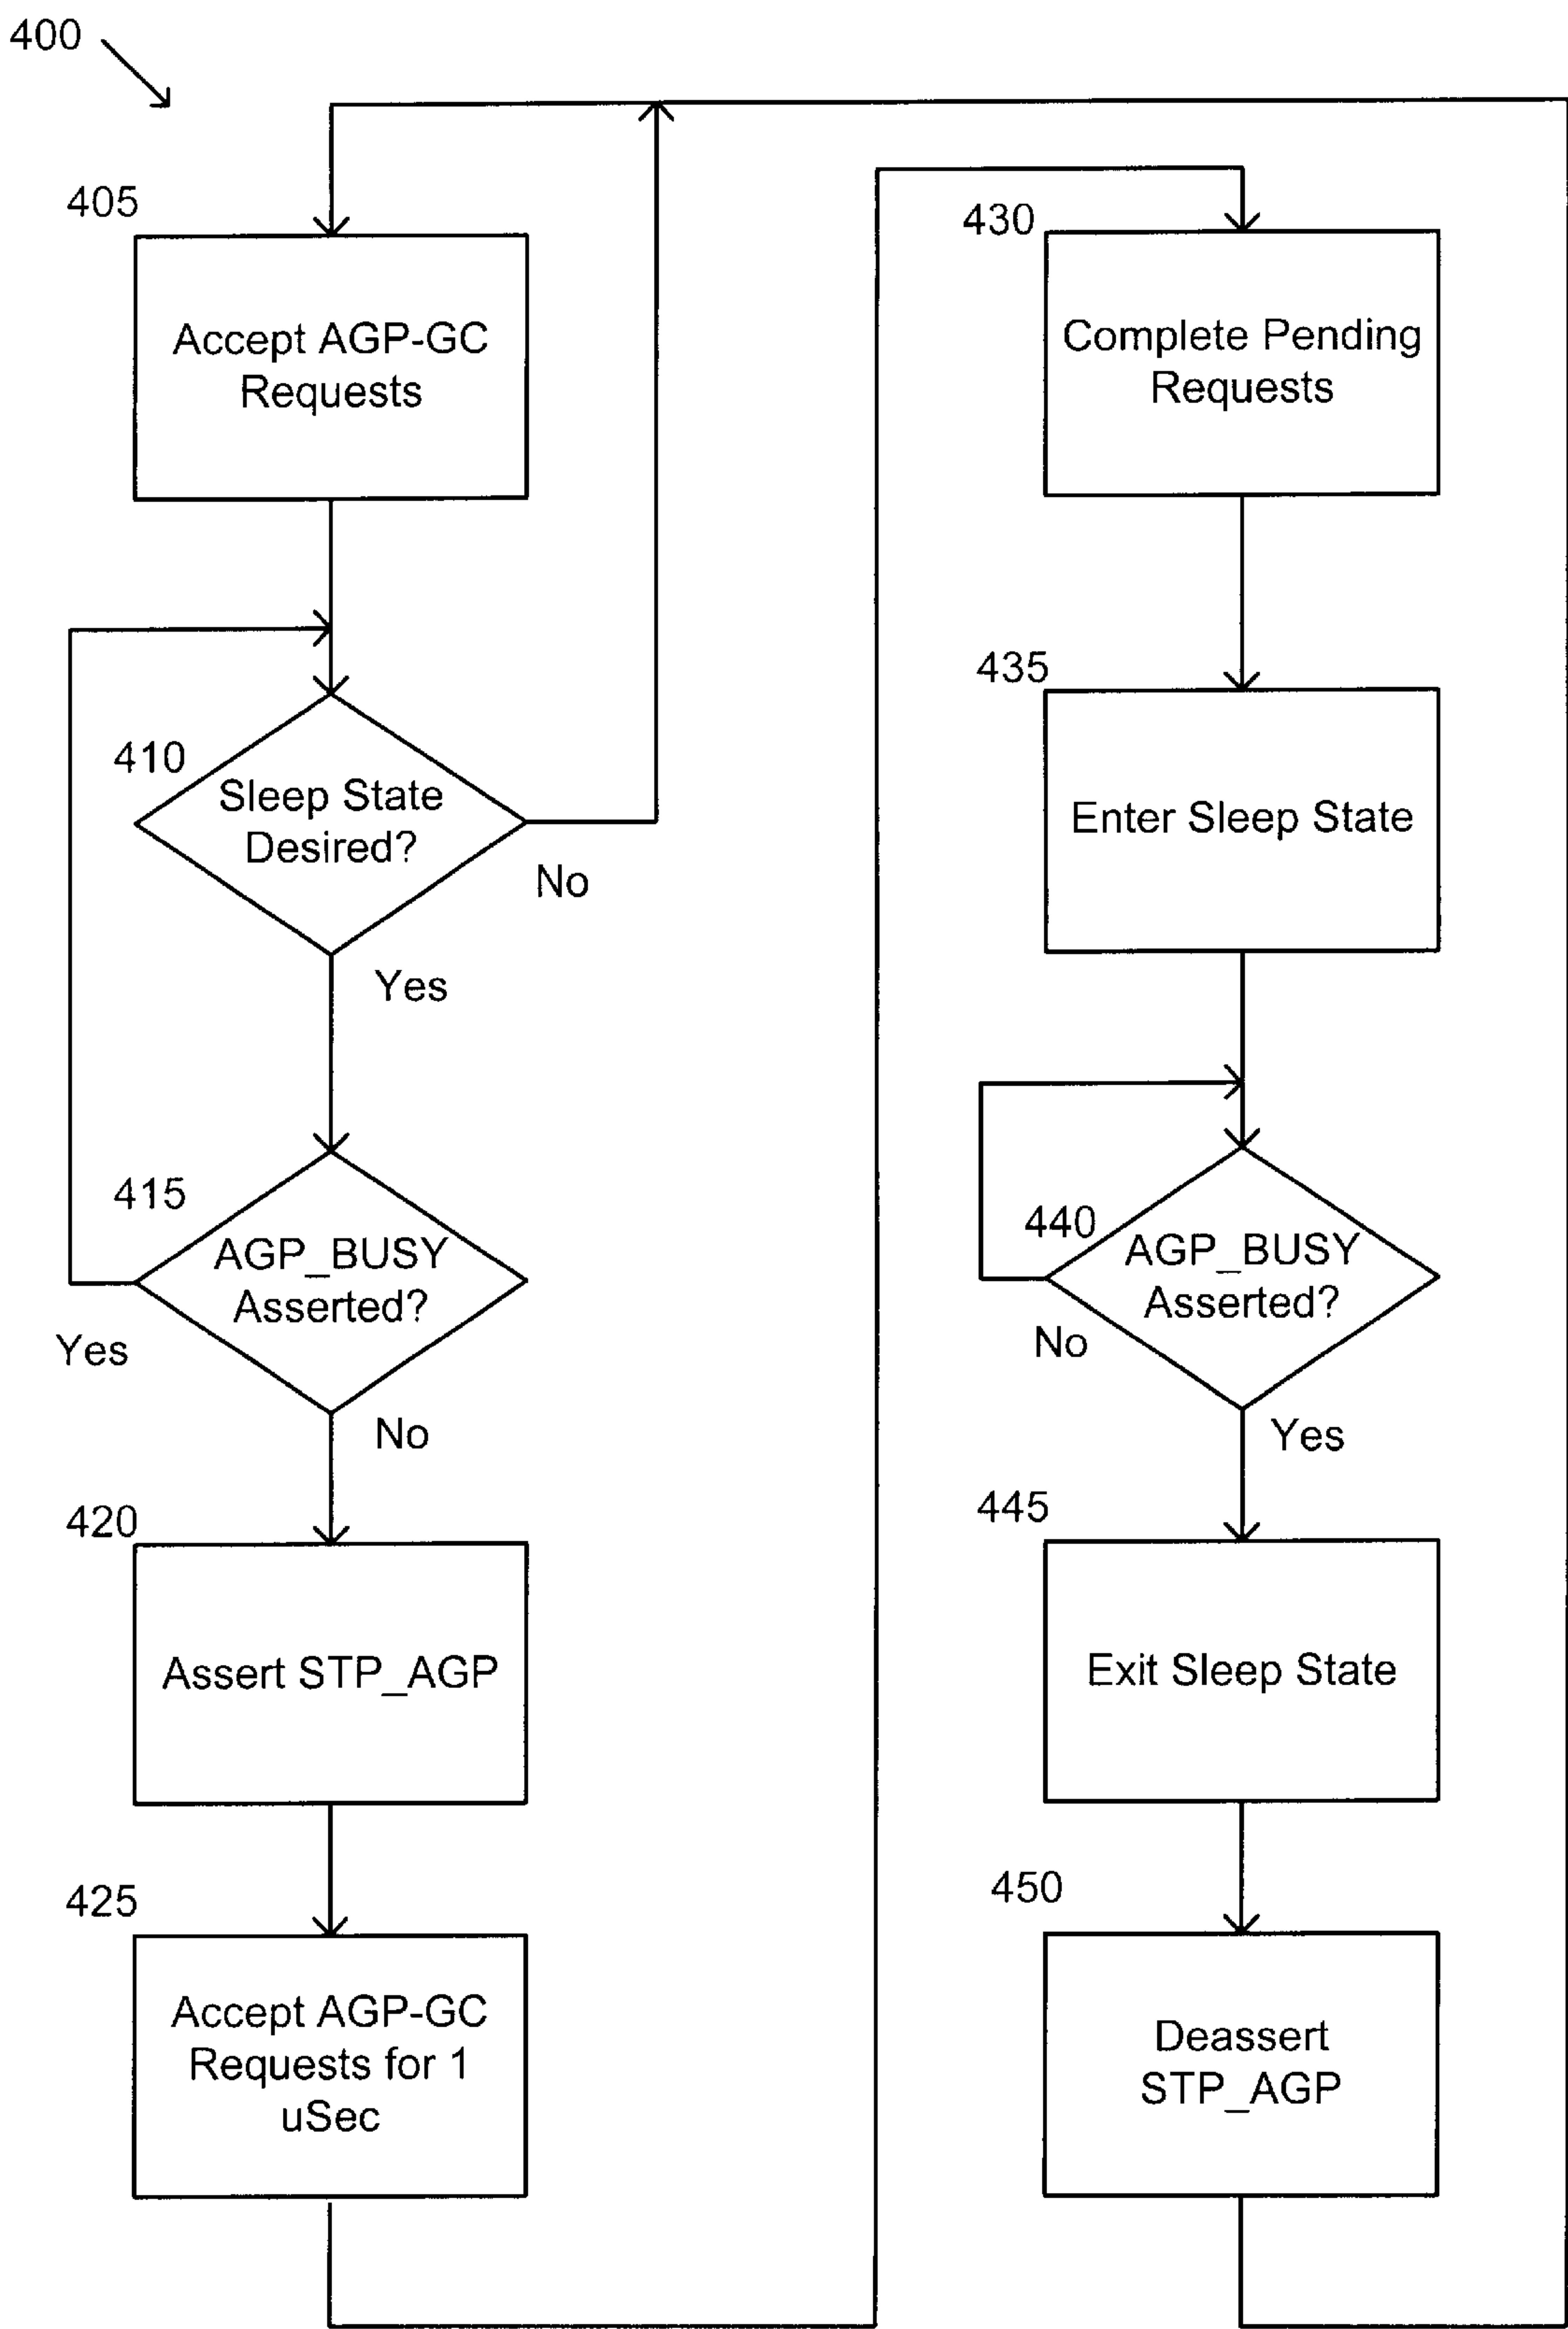 400
405
Accept AGP-GC
Requests
410
Sleep State
Desired?
No
Yes
415
AGP_BUSY
Asserted?
Yes
No
420
Assert STP_AGP
425
Accept AGP-GC
Requests for 1
uSec
430
Complete Pending
Requests
435
Enter Sleep State
440
AGP_BUSY
Asserted?
No
Yes
445
Exit Sleep State
450
Deassert
STP_AGP